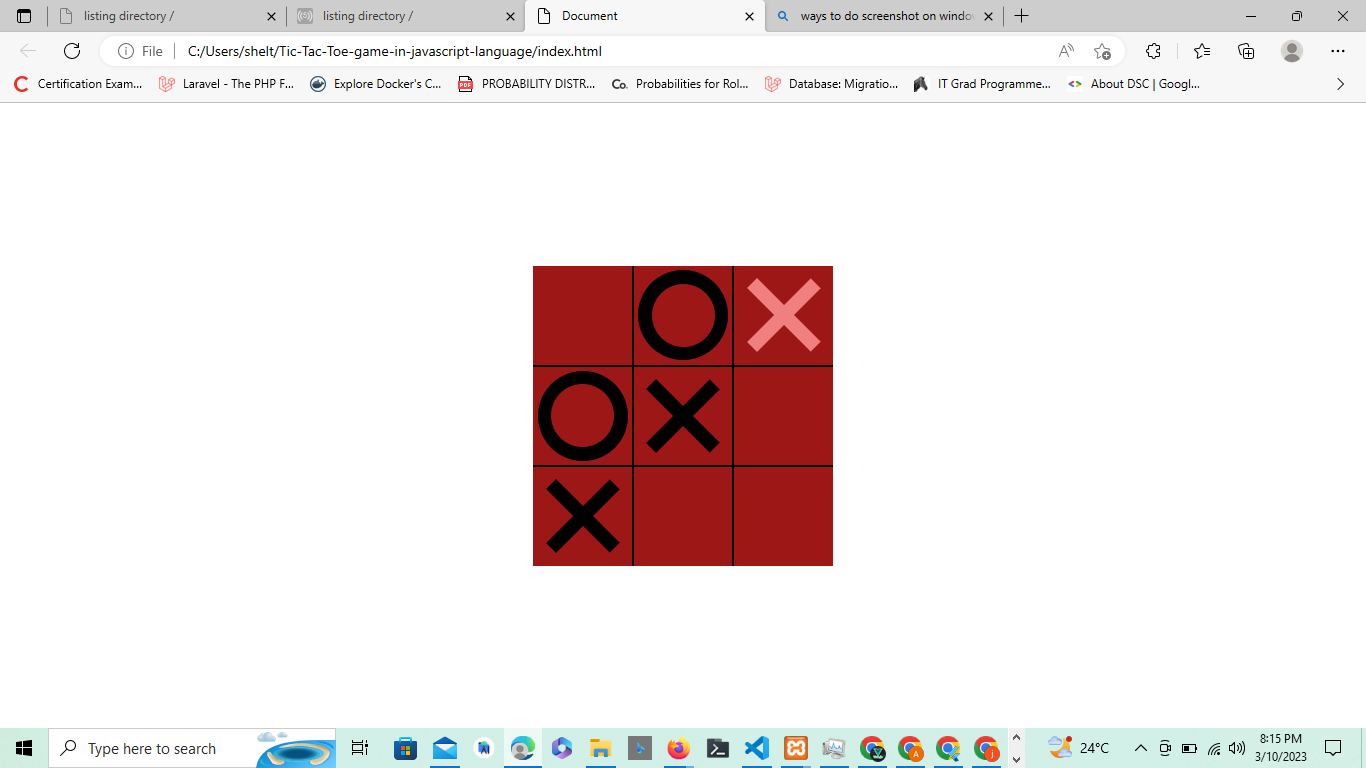 listing directory /
listing directory /
Document
ways to do screenshot on windo
File
C:/Users/shelt/Tic-Tac-Toe-game-in-javascript-language/index.html
Certification Exam...
Laravel - The PHP F...
Explore Docker's C...
PROBABILITY DISTR...
Co.
Probabilities for Rol...
Database: Migratio...
IT Grad Programme...
About DSC | Googl...
Type here to search
24°C
8:15 PM
3/10/2023